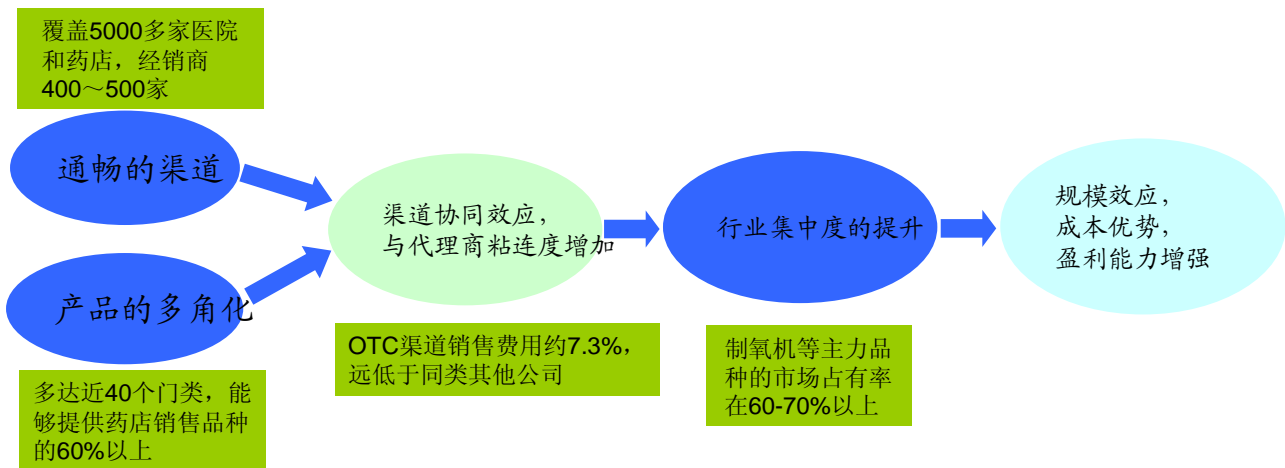 覆盖5000多家医院
和药店，经销商
400～500家
通畅的渠道
产品的多角化
多达近40个门类，能
够提供药店销售品种
的60%以上
渠道协同效应，
与代理商粘连度增加
OTC渠道销售费用约7.3%，
远低于同类其他公司
行业集中度的提升
制氧机等主力品
种的市场占有率
在60-70%以上
规模效应，
成本优势，
盈利能力增强